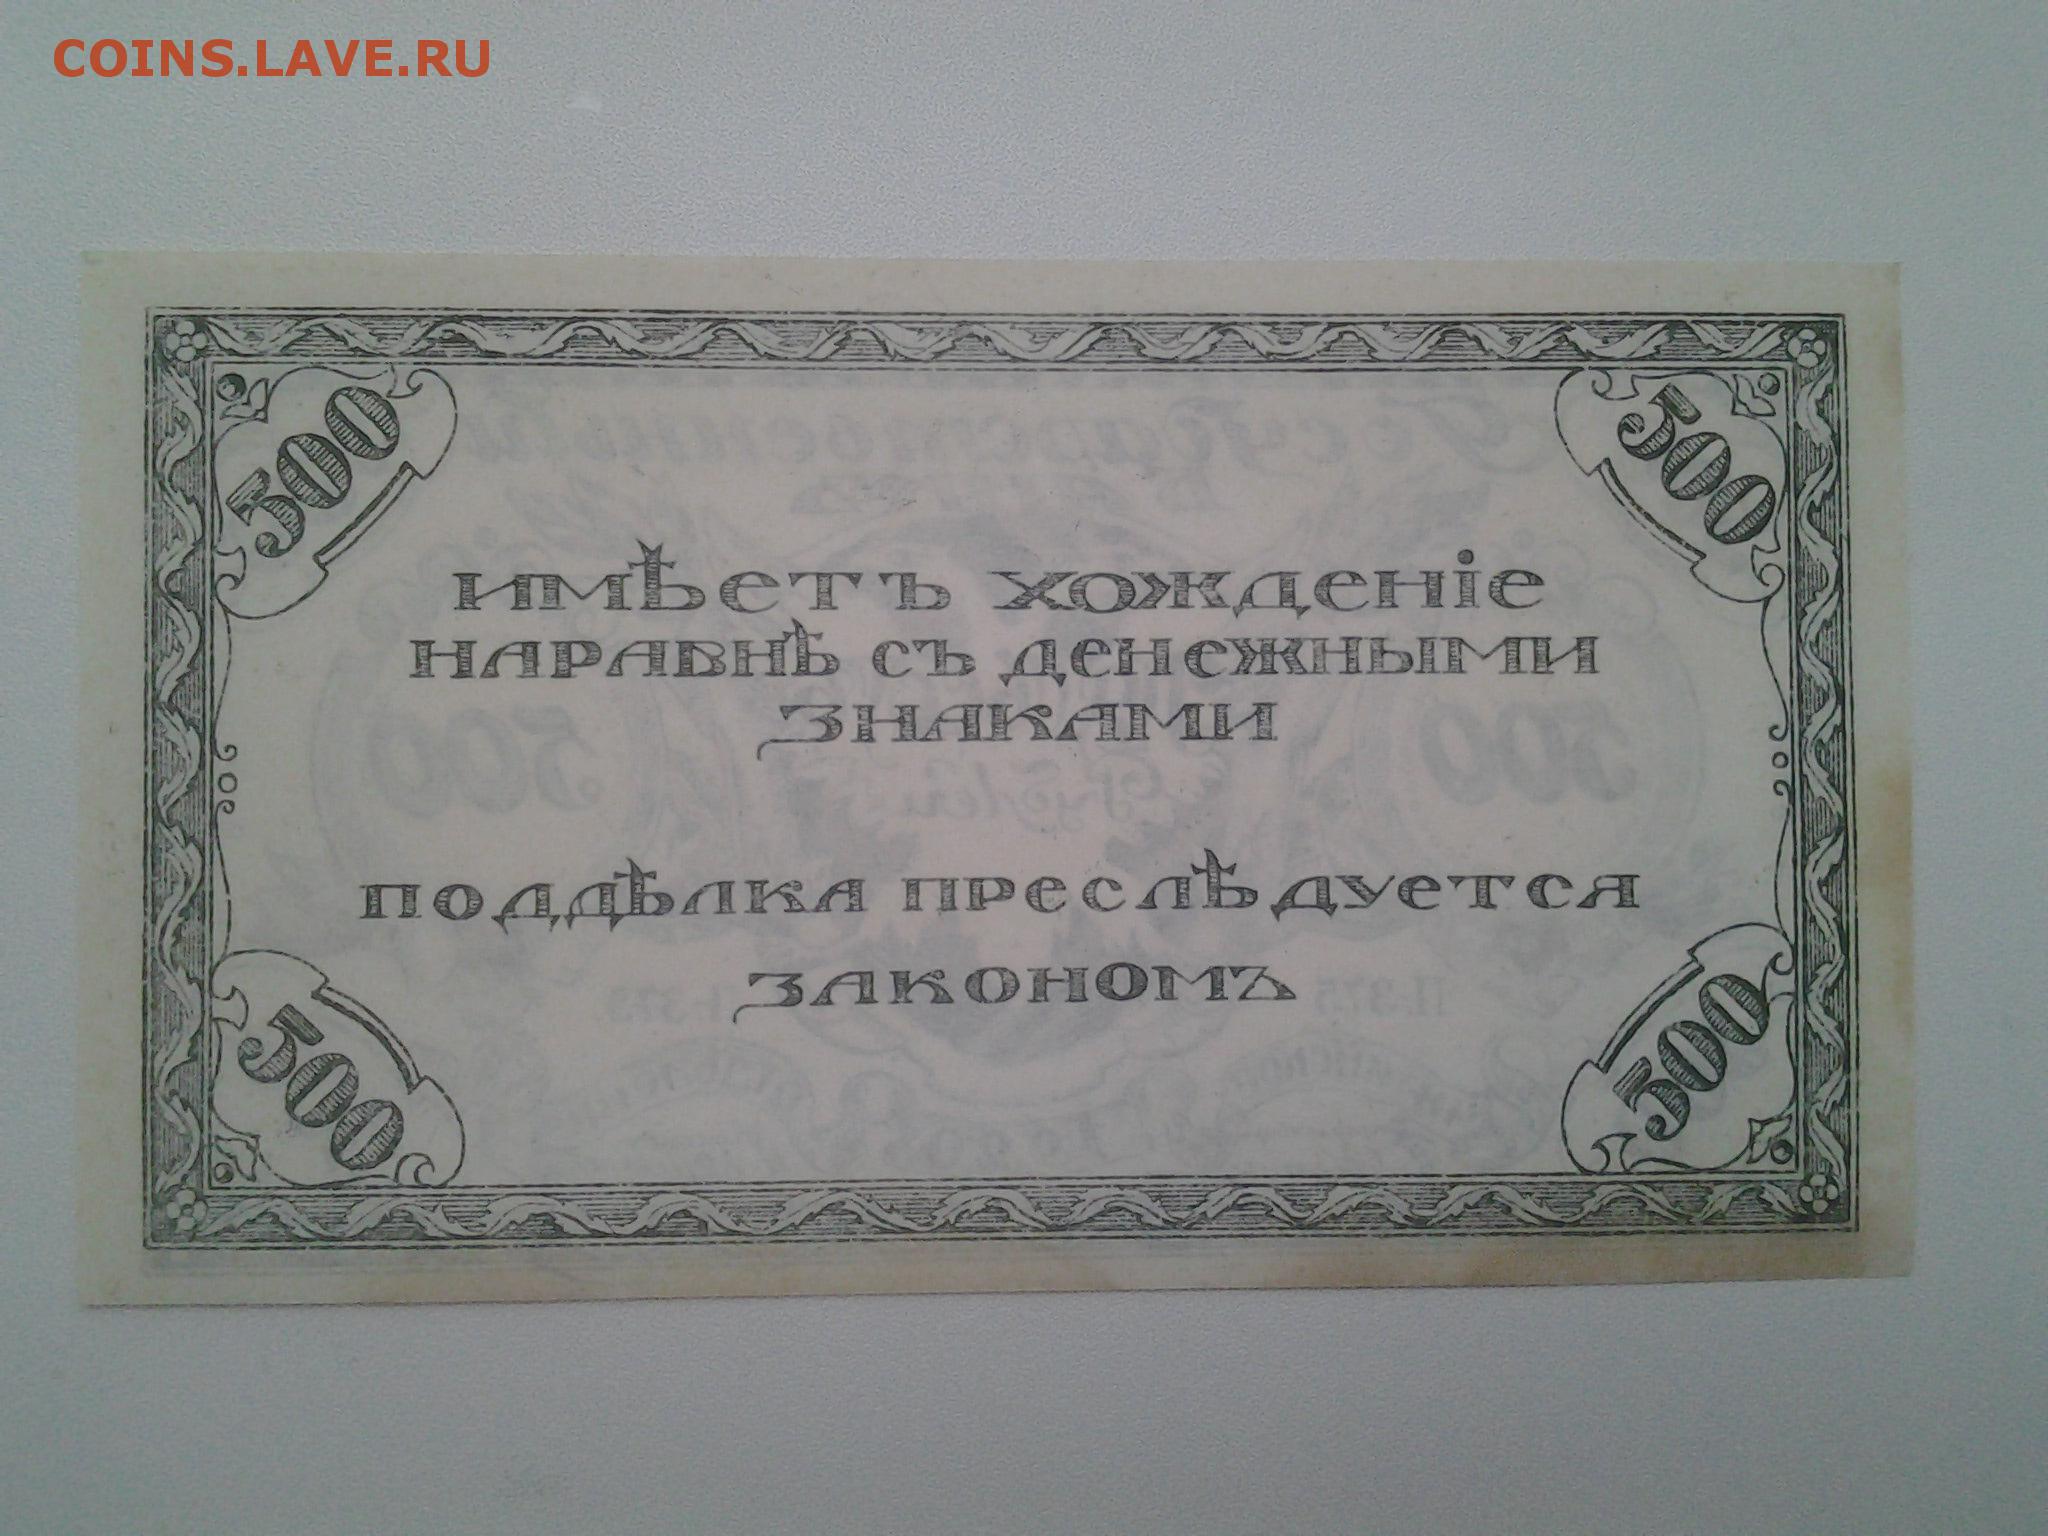 COINS.LAVE.RU
500
500
имѣетъ хожденіе
наравнѣ съ денежными
знаками
поддѣлка преслѣдуется
закономъ
500
500